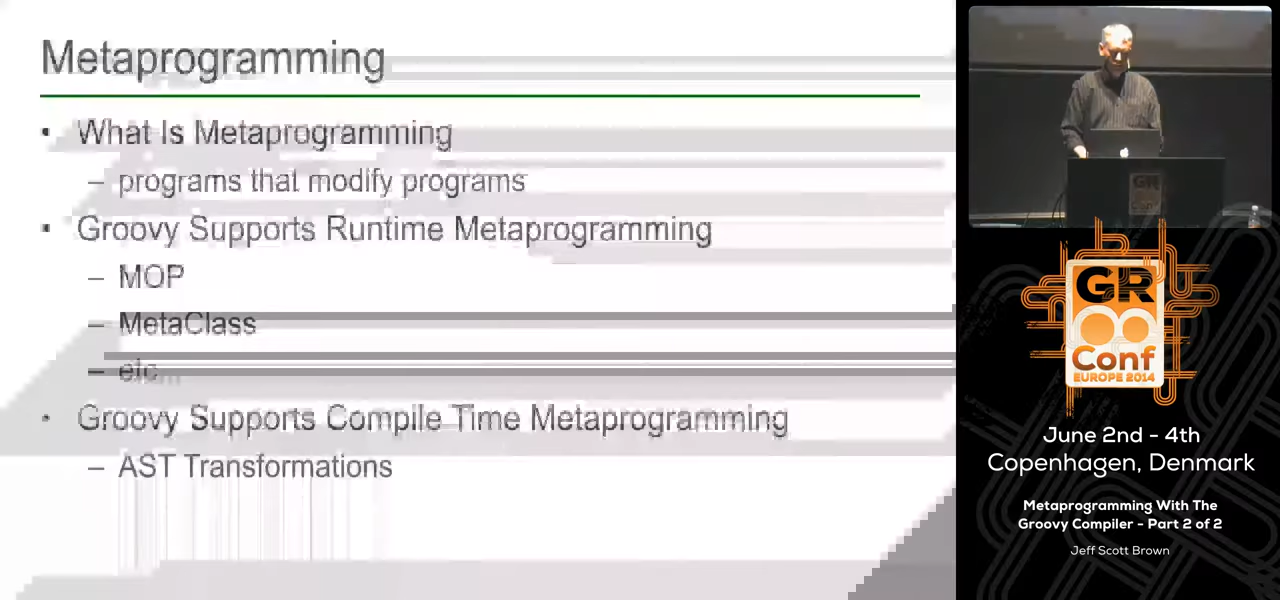 Metaprogramming
• What Is Metaprogramming
– programs that modify programs
• Groovy Supports Runtime Metaprogramming
– MOP
– MetaClass
– etc...
• Groovy Supports Compile Time Metaprogramming
– AST Transformations
GR
Conf
GR
Conf
EUROPE 2014
June 2nd - 4th
Copenhagen, Denmark
Metaprogramming With The
Groovy Compiler - Part 2 of 2
Jeff Scott Brown